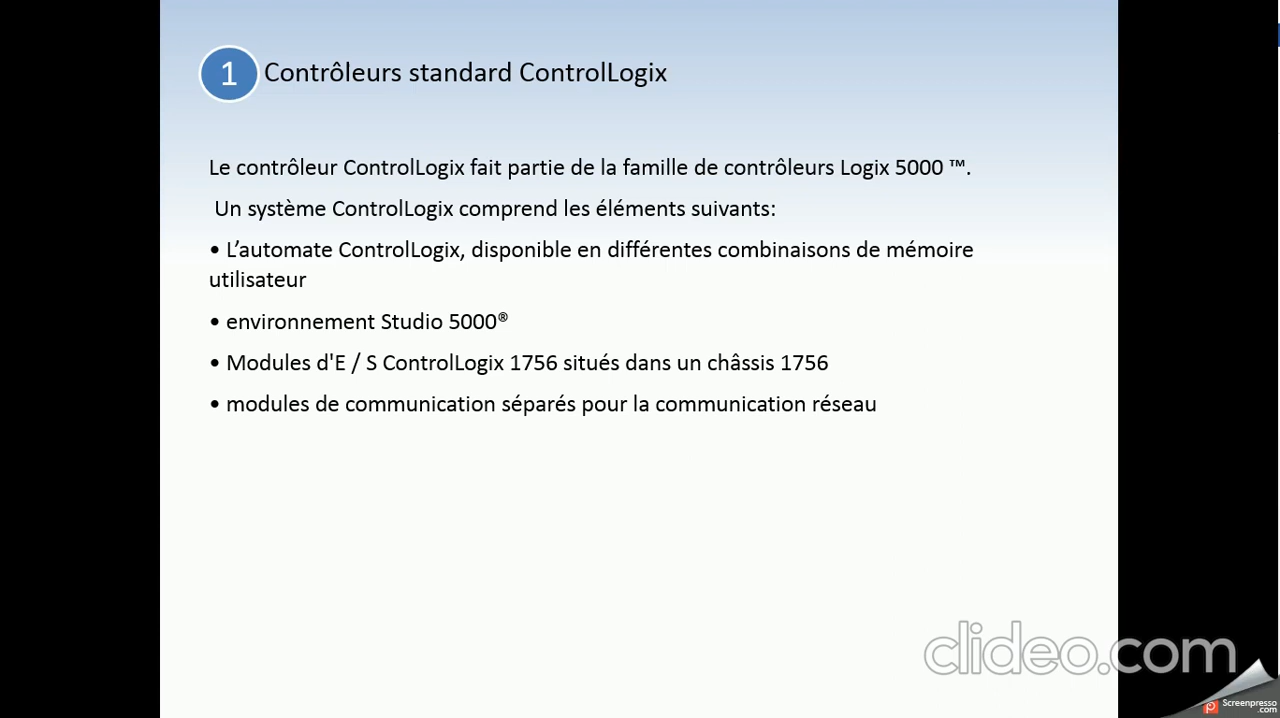 1 Contrôleurs standard ControlLogix
Le contrôleur ControlLogix fait partie de la famille de contrôleurs Logix 5000 ™.
Un système ControlLogix comprend les éléments suivants:
• L’automate ControlLogix, disponible en différentes combinaisons de mémoire
utilisateur
• environnement Studio 5000®
• Modules d'E / S ControlLogix 1756 situés dans un châssis 1756
• modules de communication séparés pour la communication réseau
clideo.com
Screenpresso
.com